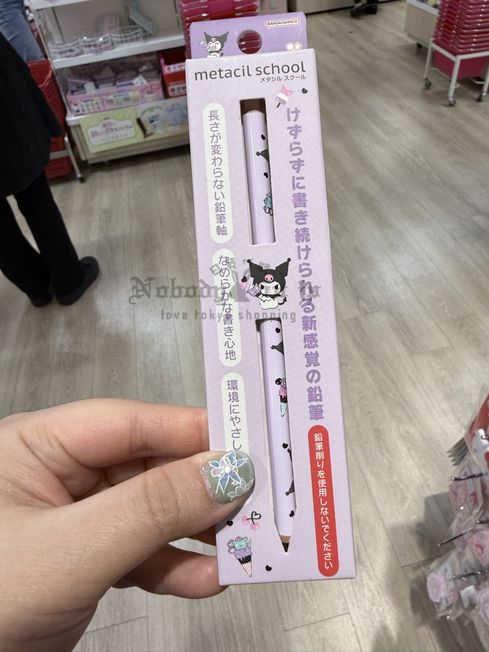 BANDAI NAMCO
metacil school
メタシル スクール
けずらずに書き続けられる新感覚の鉛筆
長さが変わらない鉛筆軸
なめらかな書き心地
環境にやさし
鉛筆削りを使用しないでください
love tokyo shopping